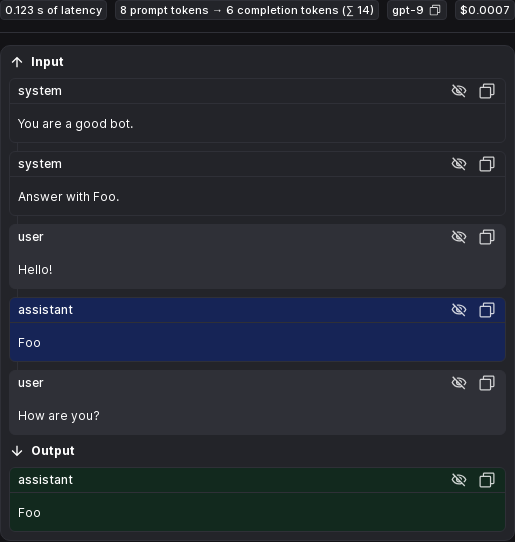 0.123 s of latency 8 prompt tokens → 6 completion tokens (∑ 14) gpt-9 $0.0007
Input
system
You are a good bot.
system
Answer with Foo.
user
Hello!
assistant
Foo
user
How are you?
Output
assistant
Foo